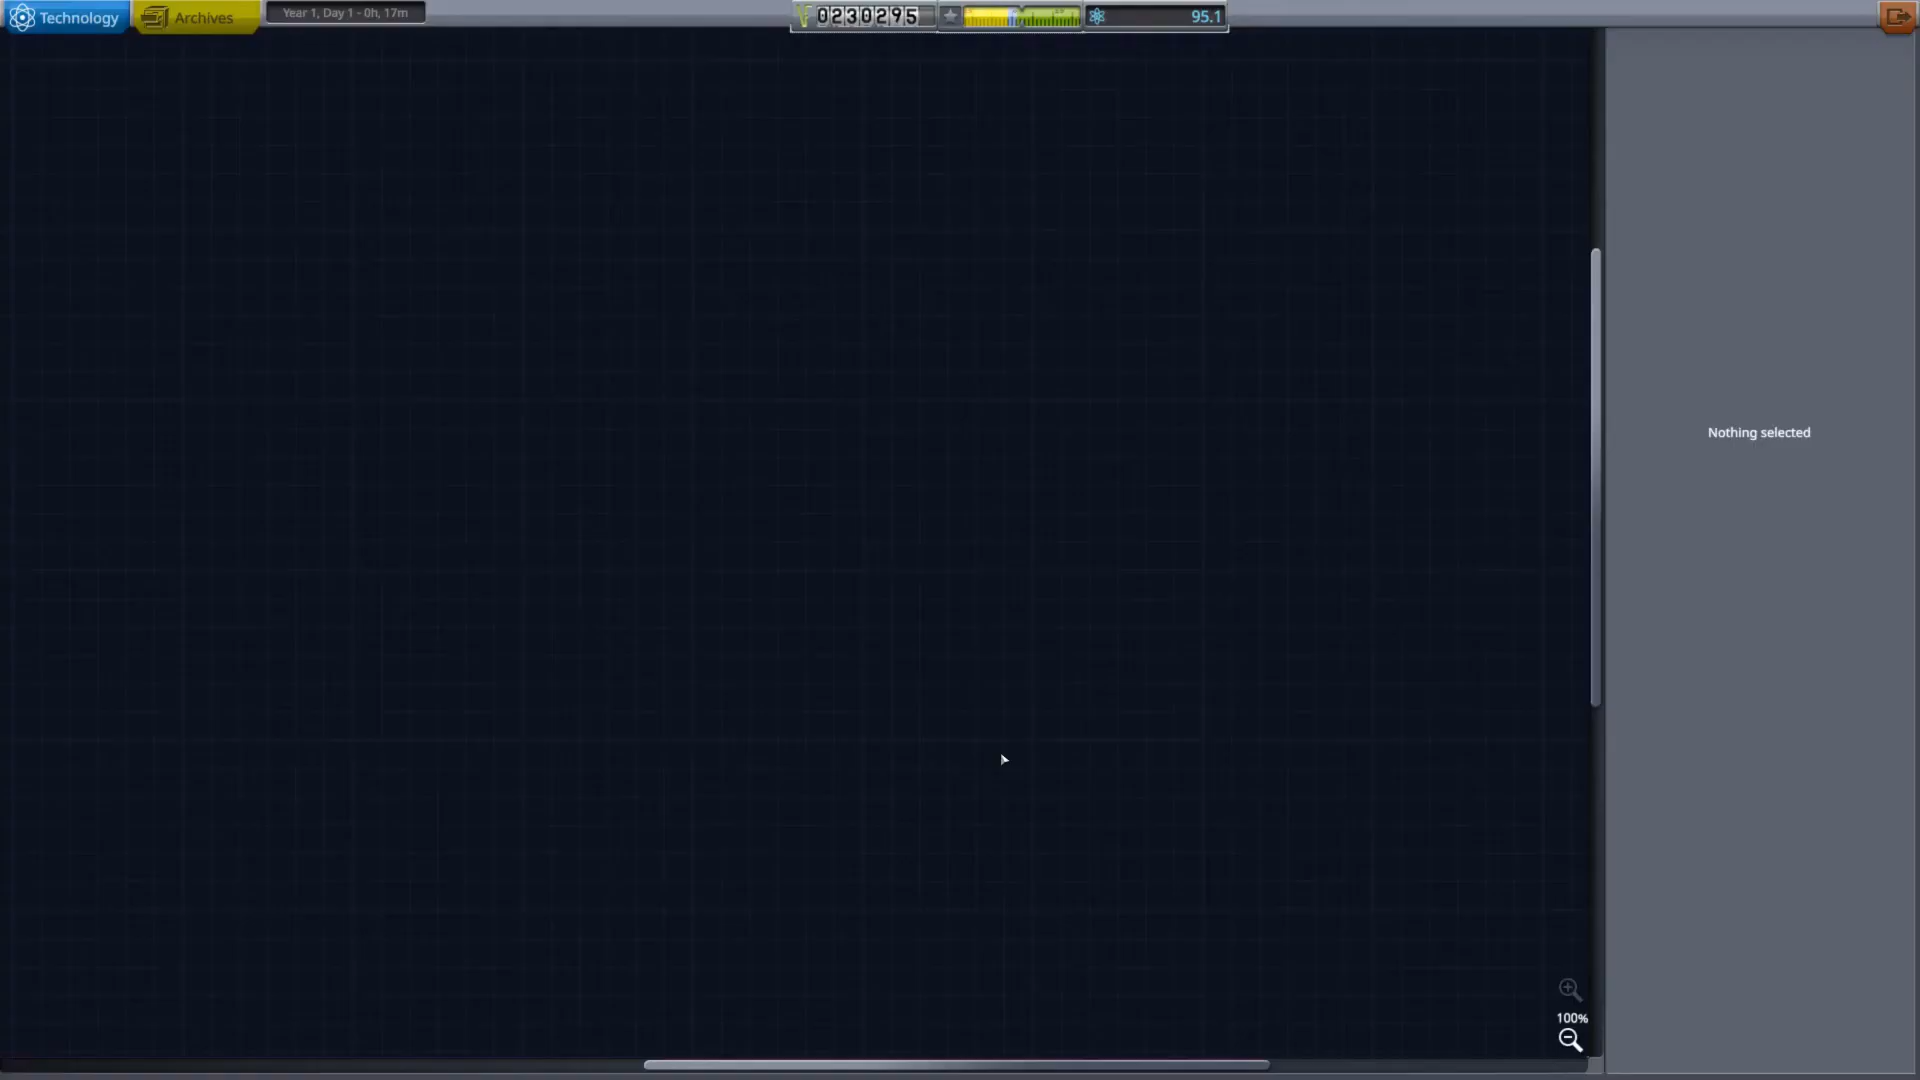 Technology
Archives
Year 1, Day 1 - 0h, 17m
0230295
95.1
Nothing selected
100%